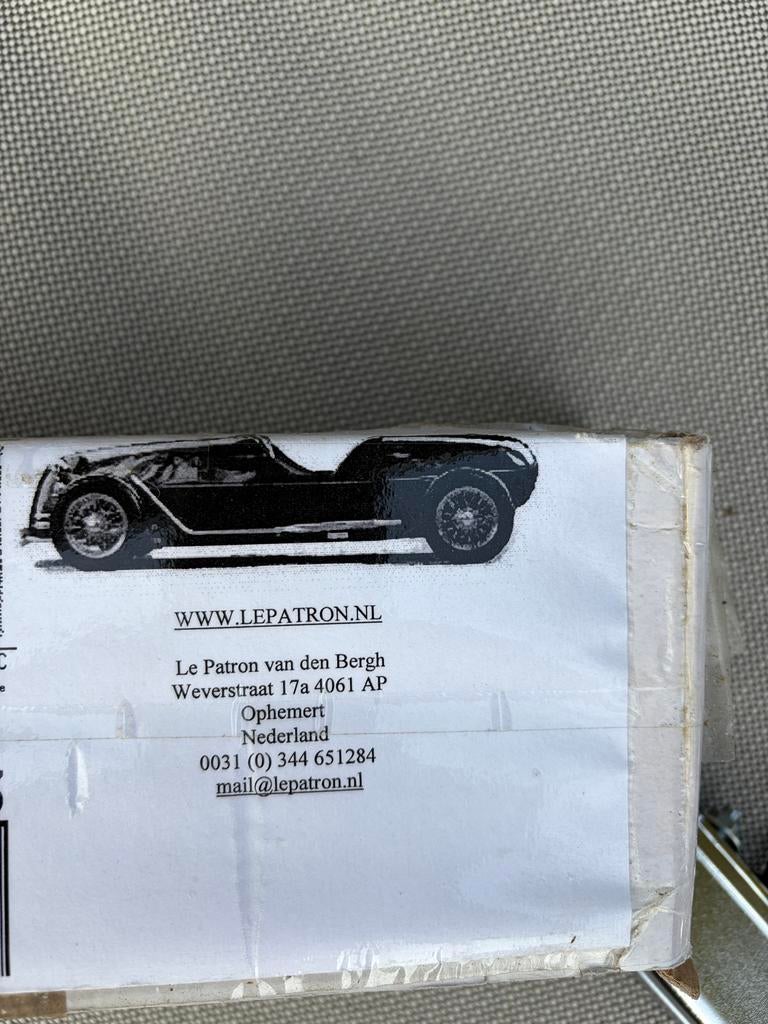 WWW.LEPATRON.NL
Le Patron van den Bergh
Weverstraat 17a 4061 AP
Ophemert
Nederland
0031 (0) 344 651284
mail@lepatron.nl